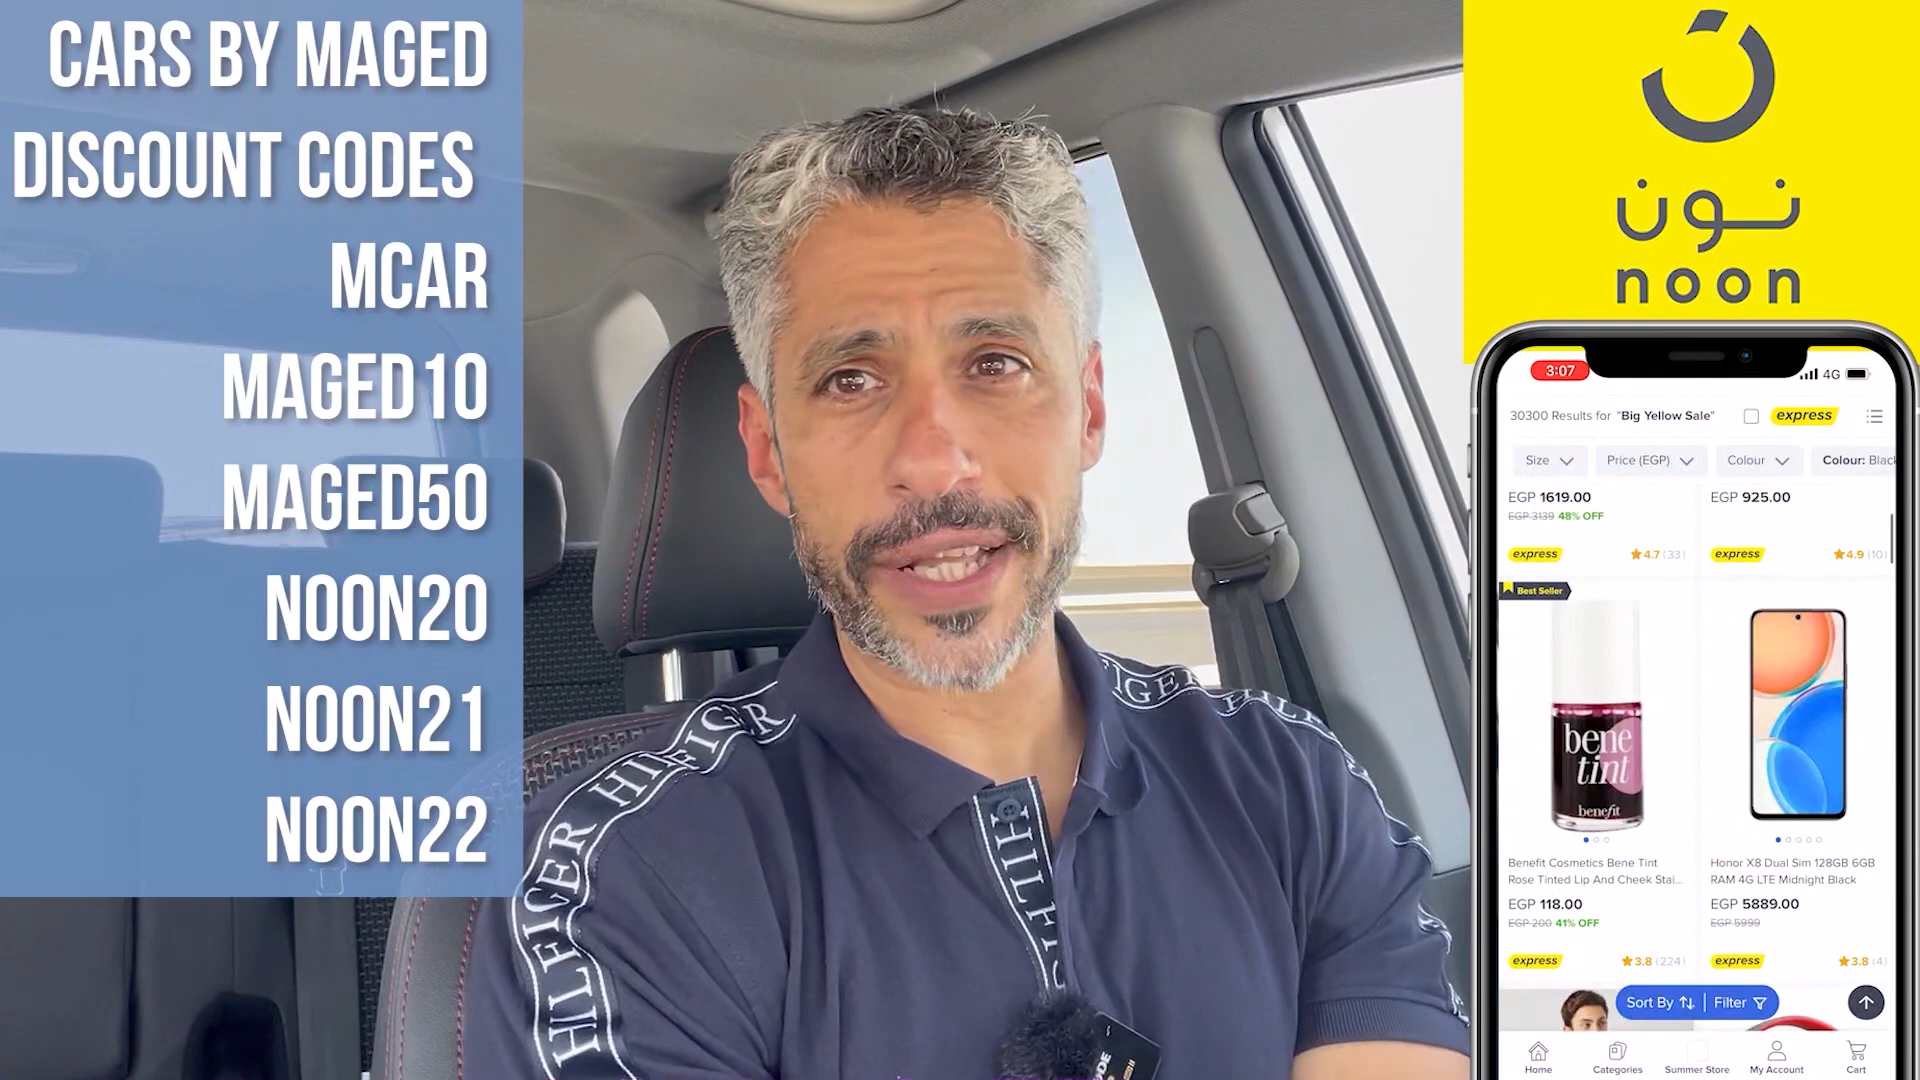 CARS BY MAGED
DISCOUNT CODES
MCAR
MAGED10
MAGED50
NOON20
NOON21
NOON22
نون
noon
3:07
4G
30300 Results for "Big Yellow Sale"
express
Size
Price (EGP)
Colour
Colour: Black
EGP 1619.00
EGP 3139 48% OFF
express
4.7 (33)
EGP 925.00
express
4.9 (10)
Best Seller
bene
tint
benefit
Benefit Cosmetics Bene Tint
Rose Tinted Lip And Cheek Stai...
EGP 118.00
EGP 200 41% OFF
express
3.8 (224)
Honor X8 Dual Sim 128GB 6GB
RAM 4G LTE Midnight Black
EGP 5889.00
EGP 5999
express
3.8 (4)
Sort By
Filter
Home
Categories
Summer Store
My Account
Cart
HILFIGER HILFIGER
HILFI